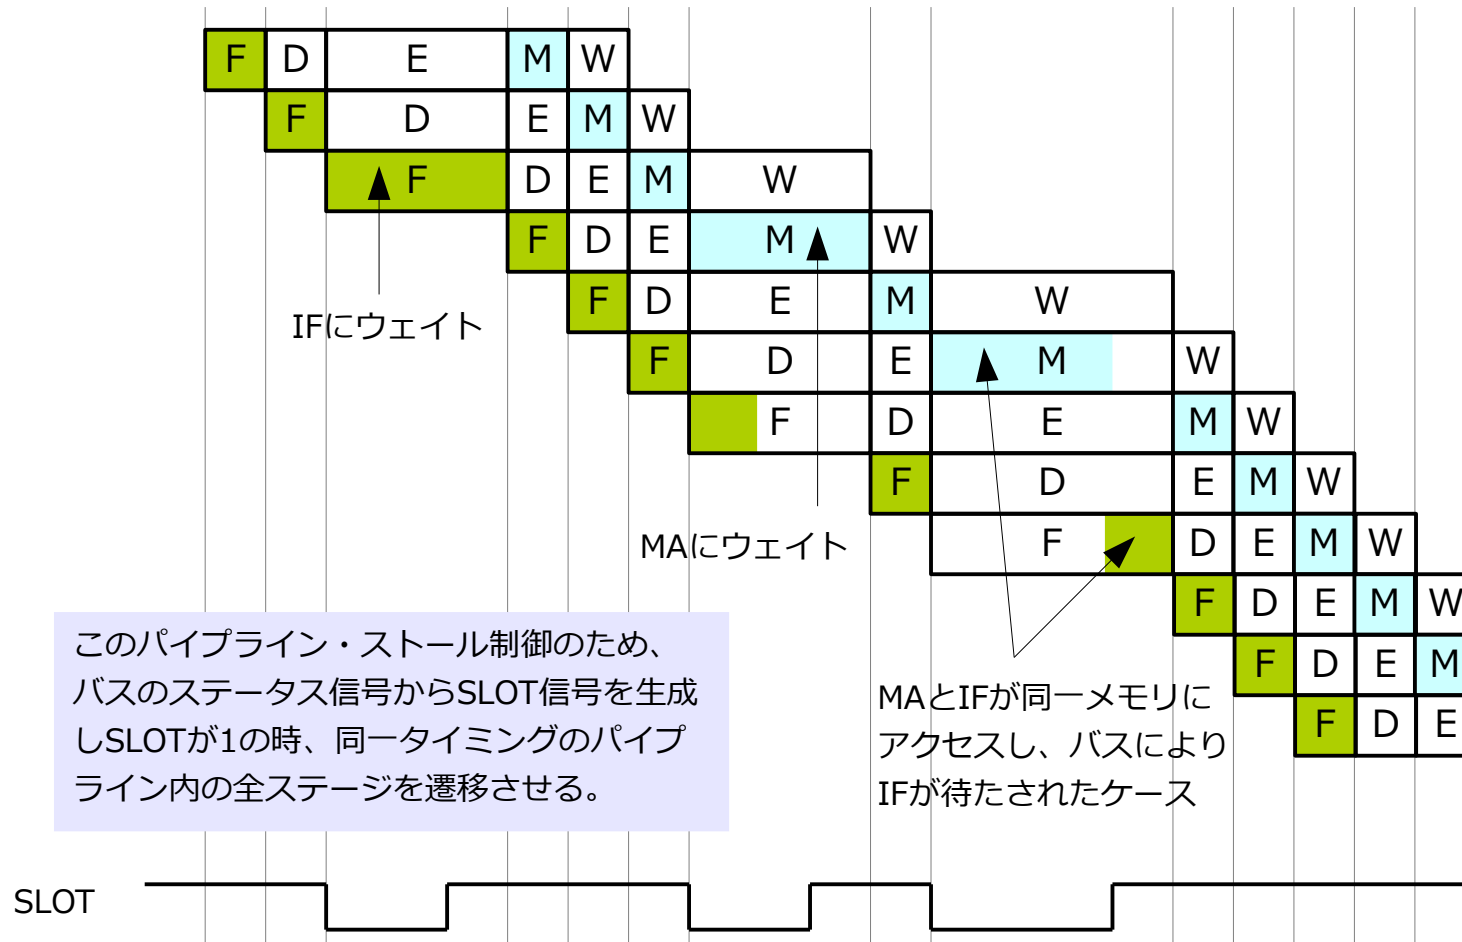 F D E M W
F D E M W
F D E M W
F D E M W
F D E M W
F D E M W
F D E M W
F D E M W
F D E M W
F D E M W
F D E M
F D E
IFにウェイト
MAにウェイト
MAとIFが同一メモリに
アクセスし、バスにより
IFが待たされたケース
このパイプライン・ストール制御のため、
バスのステータス信号からSLOT信号を生成
しSLOTが1の時、同一タイミングのパイプ
ライン内の全ステージを遷移させる。
SLOT